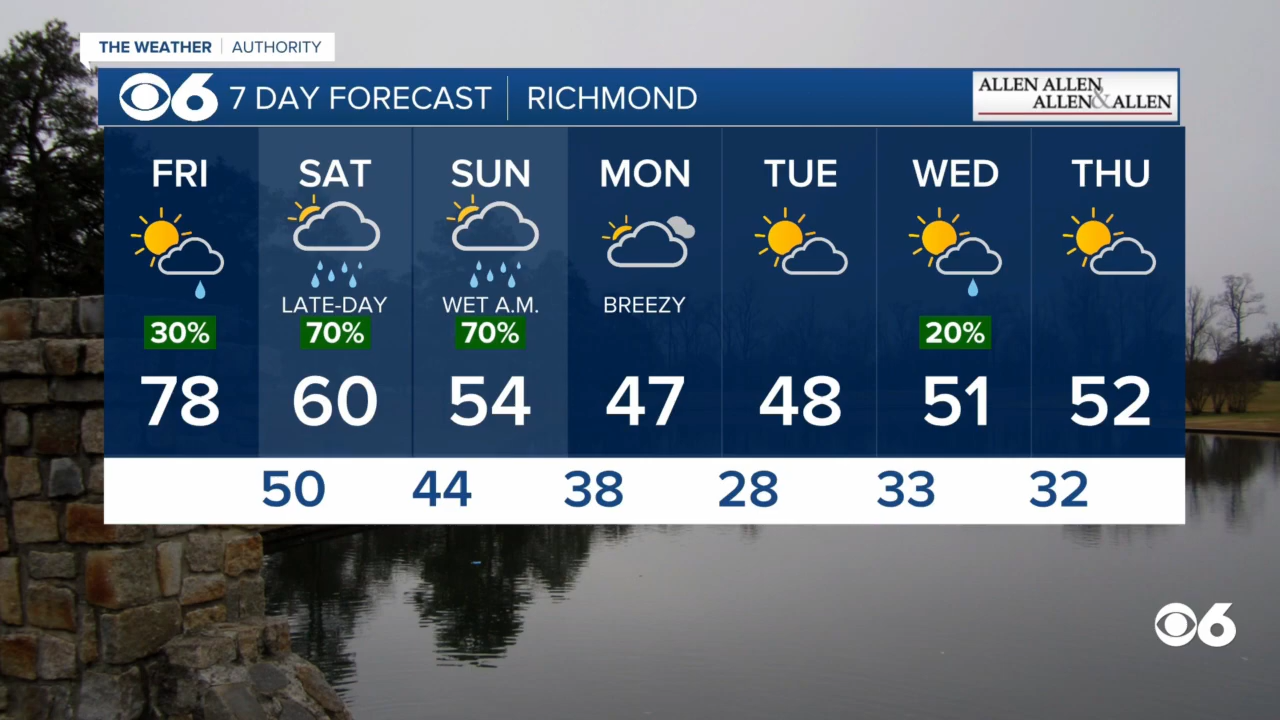 THE WEATHER | AUTHORITY
6 7 DAY FORECAST | RICHMOND
ALLEN ALLEN
ALLEN & ALLEN
FRI SAT SUN MON TUE WED THU
LATE-DAY WET A.M. BREEZY
30% 70% 70% 20%
78 60 54 47 48 51 52
50 44 38 28 33 32
6